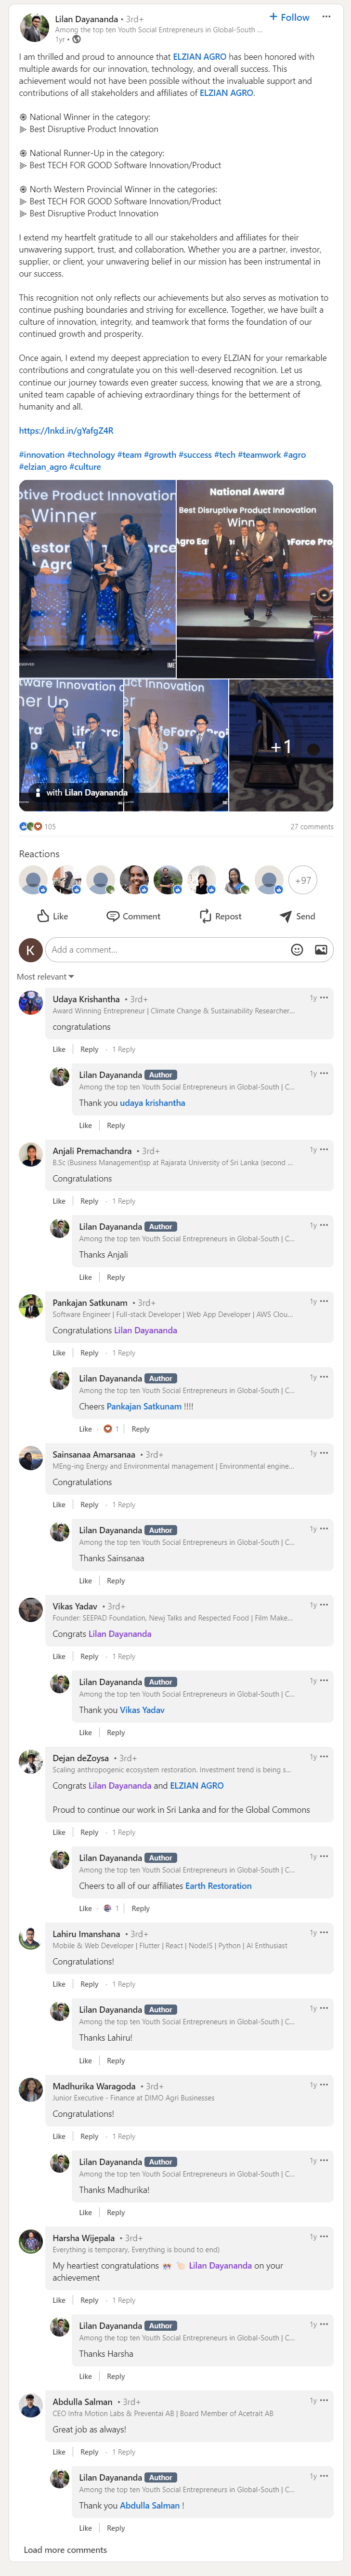 Lilan Dayananda • 3rd+
+ Follow
Among the top ten Youth Social Entrepreneurs in Global-South ...
1yr •
I am thrilled and proud to announce that ELZIAN AGRO has been honored with
multiple awards for our innovation, technology, and overall success. This
achievement would not have been possible without the invaluable support and
contributions of all stakeholders and affiliates of ELZIAN AGRO.
National Winner in the category:
Best Disruptive Product Innovation
National Runner-Up in the category:
Best TECH FOR GOOD Software Innovation/Product
North Western Provincial Winner in the categories:
Best TECH FOR GOOD Software Innovation/Product
Best Disruptive Product Innovation
I extend my heartfelt gratitude to all our stakeholders and affiliates for their
unwavering support, trust, and collaboration. Whether you are a partner, investor,
supplier, or client, your unwavering belief in our mission has been instrumental in
our success.
This recognition not only reflects our achievements but also serves as motivation to
continue pushing boundaries and striving for excellence. Together, we have built a
culture of innovation, integrity, and teamwork that forms the foundation of our
continued growth and prosperity.
Once again, I extend my deepest appreciation to every ELZIAN for your remarkable
contributions and congratulate you on this well-deserved recognition. Let us
continue our journey towards even greater success, knowing that we are a strong,
united team capable of achieving extraordinary things for the betterment of
humanity and all.
https://lnkd.in/gYafgZ4R
#innovation #technology #team #growth #success #tech #teamwork #agro
#elzian_agro #culture
ptive Product Innovation
Winner
National Award
Best Disruptive Product Innovation
Winn
+1
with Lilan Dayananda
105
27 comments
Reactions
+97
Like
Comment
Repost
Send
K
Add a comment...
Most relevant
Udaya Krishantha • 3rd+
1y
Award Winning Entrepreneur | Climate Change & Sustainability Researcher...
congratulations
Like | Reply · 1 Reply
Lilan Dayananda Author
1y
Among the top ten Youth Social Entrepreneurs in Global-South | C...
Thank you udaya krishantha
Like | Reply
Anjali Premachandra • 3rd+
1y
B.Sc (Business Management)sp at Rajarata University of Sri Lanka (second ...
Congratulations
Like | Reply · 1 Reply
Lilan Dayananda Author
1y
Among the top ten Youth Social Entrepreneurs in Global-South | C...
Thanks Anjali
Like | Reply
Pankajan Satkunam • 3rd+
1y
Software Engineer | Full-stack Developer | Web App Developer | AWS Clou...
Congratulations Lilan Dayananda
Like | Reply · 1 Reply
Lilan Dayananda Author
1y
Among the top ten Youth Social Entrepreneurs in Global-South | C...
Cheers Pankajan Satkunam !!!!
Like · 1 | Reply
Sainsanaa Amarsanaa • 3rd+
1y
MEng-ing Energy and Environmental management | Environmental engine...
Congratulations
Like | Reply · 1 Reply
Lilan Dayananda Author
1y
Among the top ten Youth Social Entrepreneurs in Global-South | C...
Thanks Sainsanaa
Like | Reply
Vikas Yadav • 3rd+
1y
Founder: SEEPAD Foundation, Newj Talks and Respected Food | Film Make...
Congrats Lilan Dayananda
Like | Reply · 1 Reply
Lilan Dayananda Author
1y
Among the top ten Youth Social Entrepreneurs in Global-South | C...
Thank you Vikas Yadav
Like | Reply
Dejan deZoysa • 3rd+
1y
Scaling anthropogenic ecosystem restoration. Investment trend is being s...
Congrats Lilan Dayananda and ELZIAN AGRO
Proud to continue our work in Sri Lanka and for the Global Commons
Like | Reply · 1 Reply
Lilan Dayananda Author
1y
Among the top ten Youth Social Entrepreneurs in Global-South | C...
Cheers to all of our affiliates Earth Restoration
Like · 1 | Reply
Lahiru Imanshana • 3rd+
1y
Mobile & Web Developer | Flutter | React | NodeJS | Python | AI Enthusiast
Congratulations!
Like | Reply · 1 Reply
Lilan Dayananda Author
1y
Among the top ten Youth Social Entrepreneurs in Global-South | C...
Thanks Lahiru!
Like | Reply
Madhurika Waragoda • 3rd+
1y
Junior Executive - Finance at DIMO Agri Businesses
Congratulations!
Like | Reply · 1 Reply
Lilan Dayananda Author
1y
Among the top ten Youth Social Entrepreneurs in Global-South | C...
Thanks Madhurika!
Like | Reply
Harsha Wijepala • 3rd+
1y
Everything is temporary, Everything is bound to end)
My heartiest congratulations Lilan Dayananda on your
achievement
Like | Reply · 1 Reply
Lilan Dayananda Author
1y
Among the top ten Youth Social Entrepreneurs in Global-South | C...
Thanks Harsha
Like | Reply
Abdulla Salman • 3rd+
1y
CEO Infra Motion Labs & Preventai AB | Board Member of Acetrait AB
Great job as always!
Like | Reply · 1 Reply
Lilan Dayananda Author
1y
Among the top ten Youth Social Entrepreneurs in Global-South | C...
Thank you Abdulla Salman !
Like | Reply
Load more comments